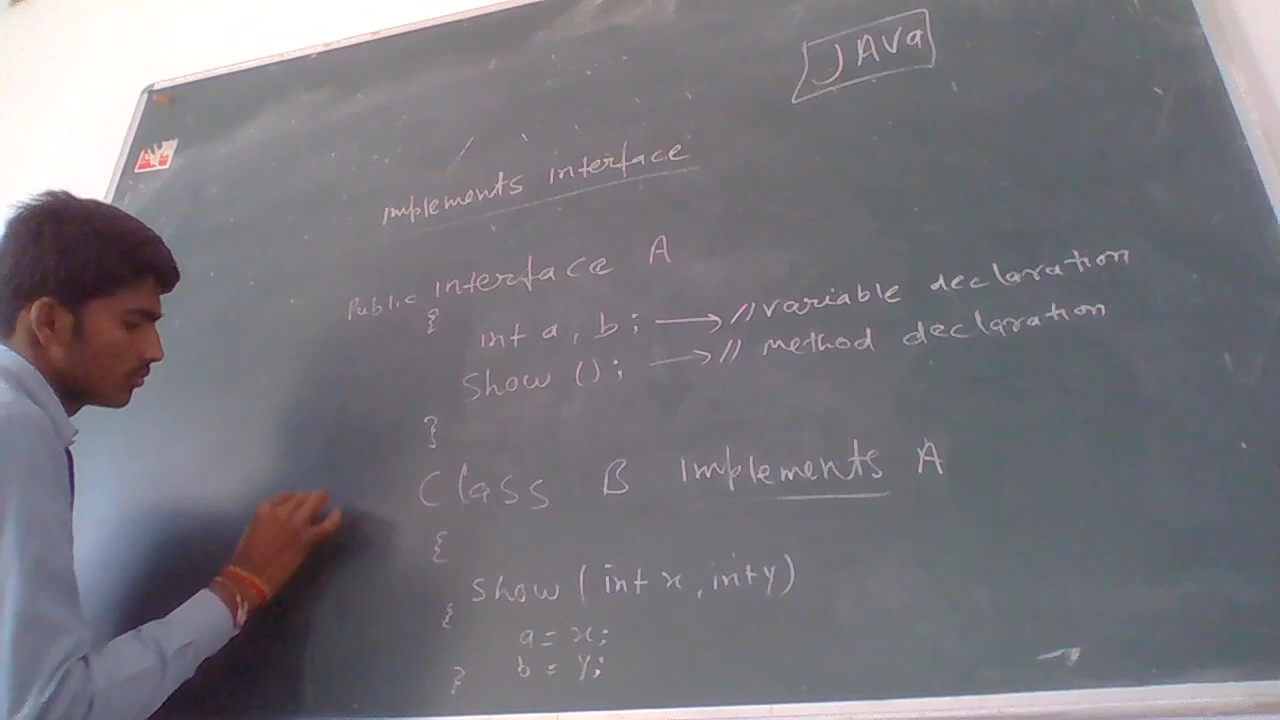 JAVa
Implements interface
Public interface A
{
int a, b; → //variable declaration
Show (); → // method declaration
}
Class B implements A
{
Show (int x, int y)
{
a = x;
b = y;
}